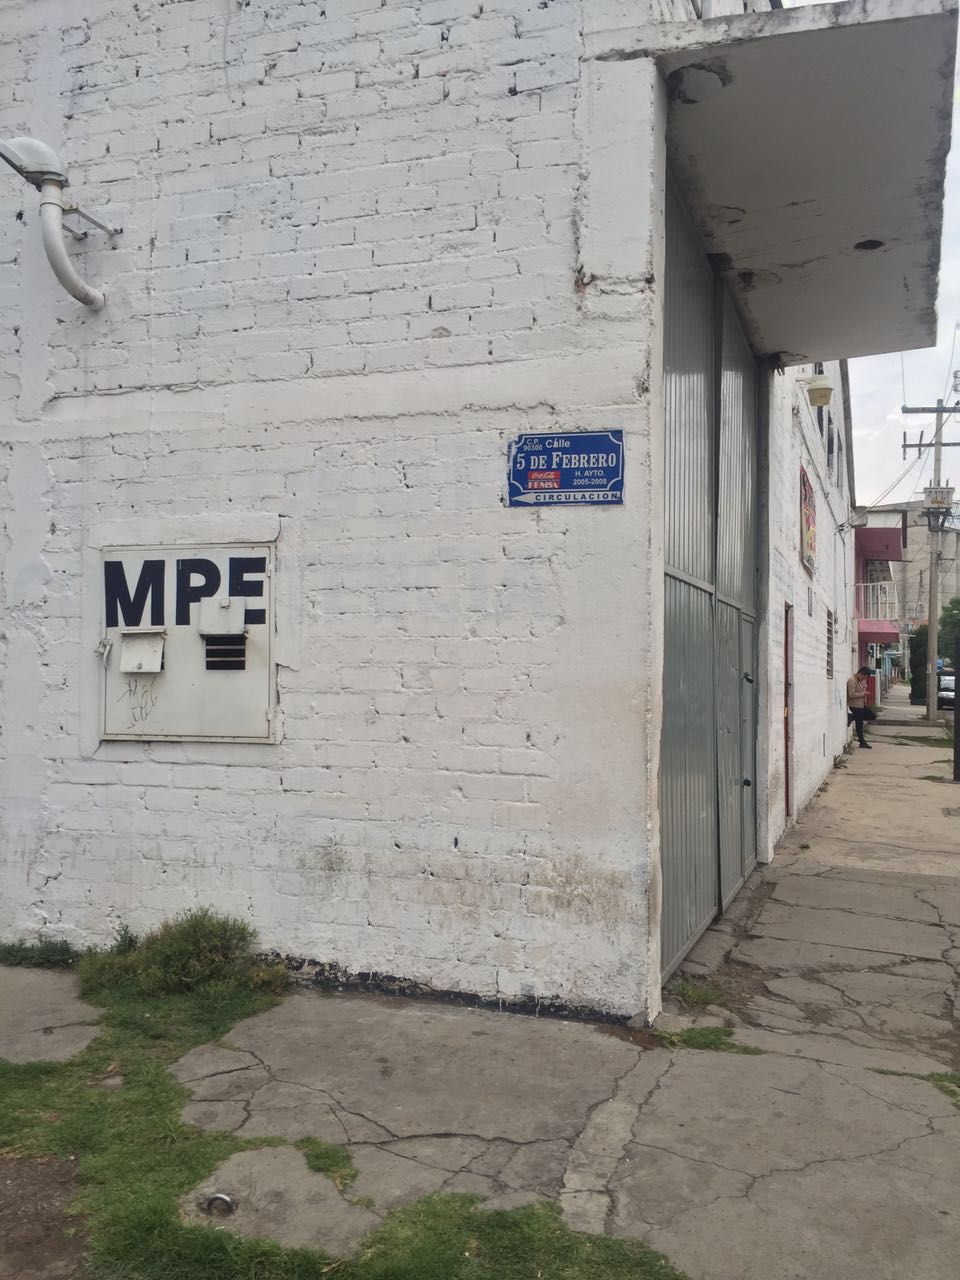 C.P. 90300 Calle
5 DE FEBRERO
Coca-Cola
FEMSA
H. AYTO.
2005-2008
CIRCULACION
MPE